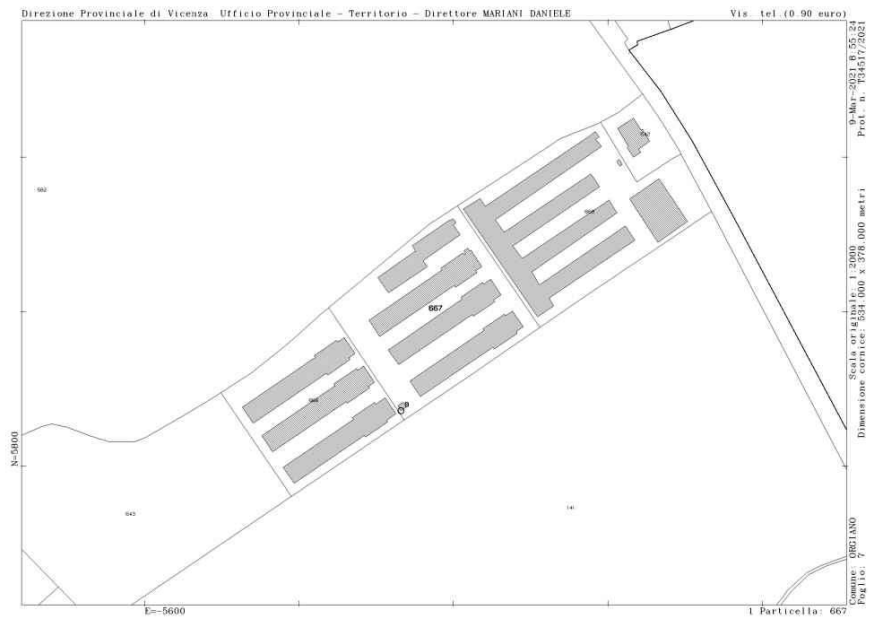 Direzione Provinciale di Vicenza Ufficio Provinciale - Territorio - Direttore MARIANI DANIELE
Vis. tel. (0.90 euro)
9-Mar-2021 8:55:24
Prot. n. T34517/2021
Scala originale: 1:2000
Dimensione cornice: 534.000 x 378.000 metri
Comune: ORGIANO
Foglio: 7
667
643
141
N=5800
E=-5600
1 Particella: 667